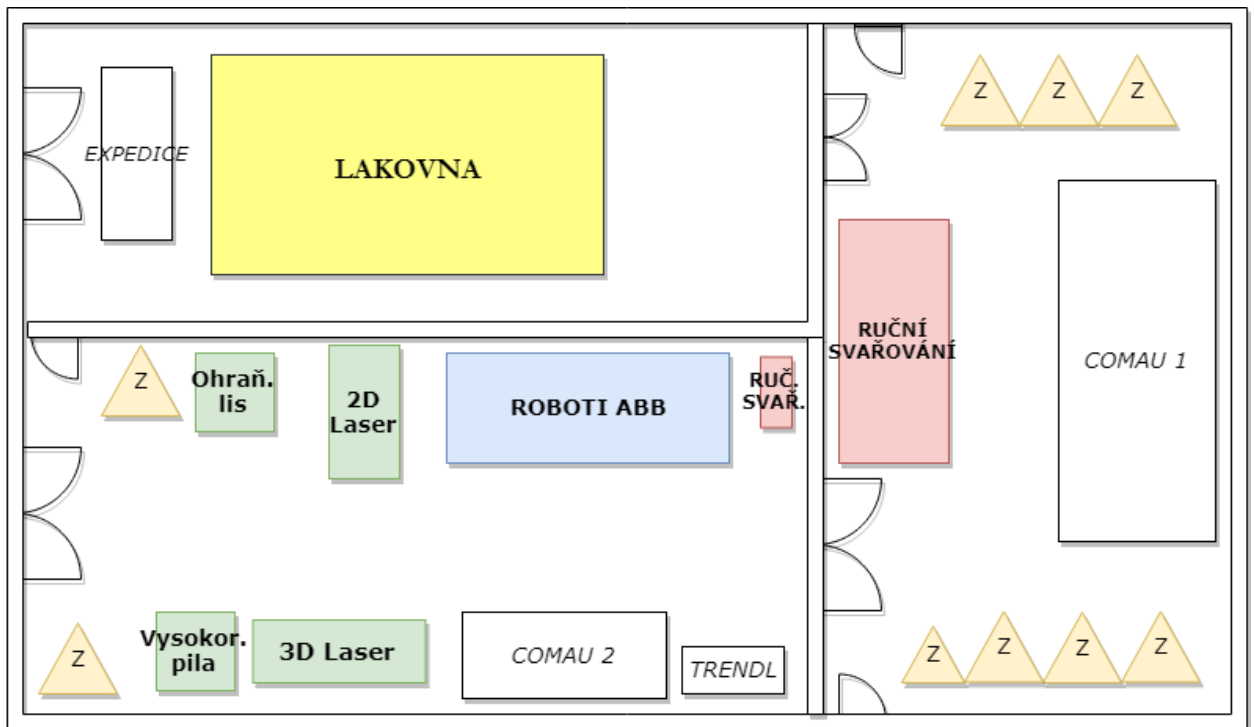 Z Z Z
EXPEDICE
LAKOVNA
RUČNÍ
SVAŘOVÁNÍ
COMAU 1
Z
Ohraň.
lis
2D
Laser
ROBOTI ABB
RUČ.
SVAŘ.
Z
Vysokor.
pila
3D Laser
COMAU 2
TRENDL
Z Z Z Z